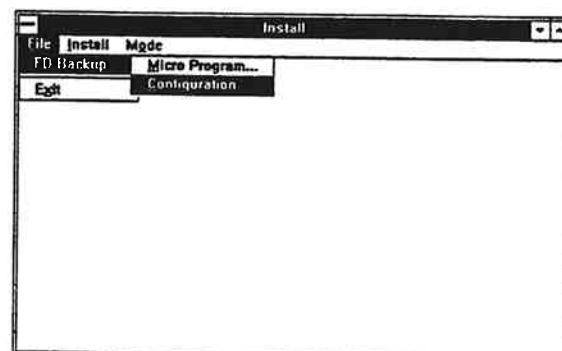 Install
File Install Mode
FD Backup Micro Program...
Exit Configuration